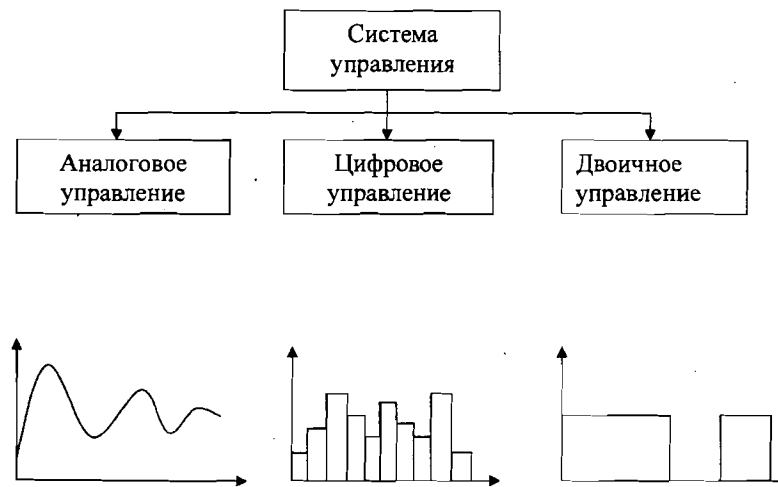 Система
управления
Аналоговое
управление
Цифровое
управление
Двоичное
управление